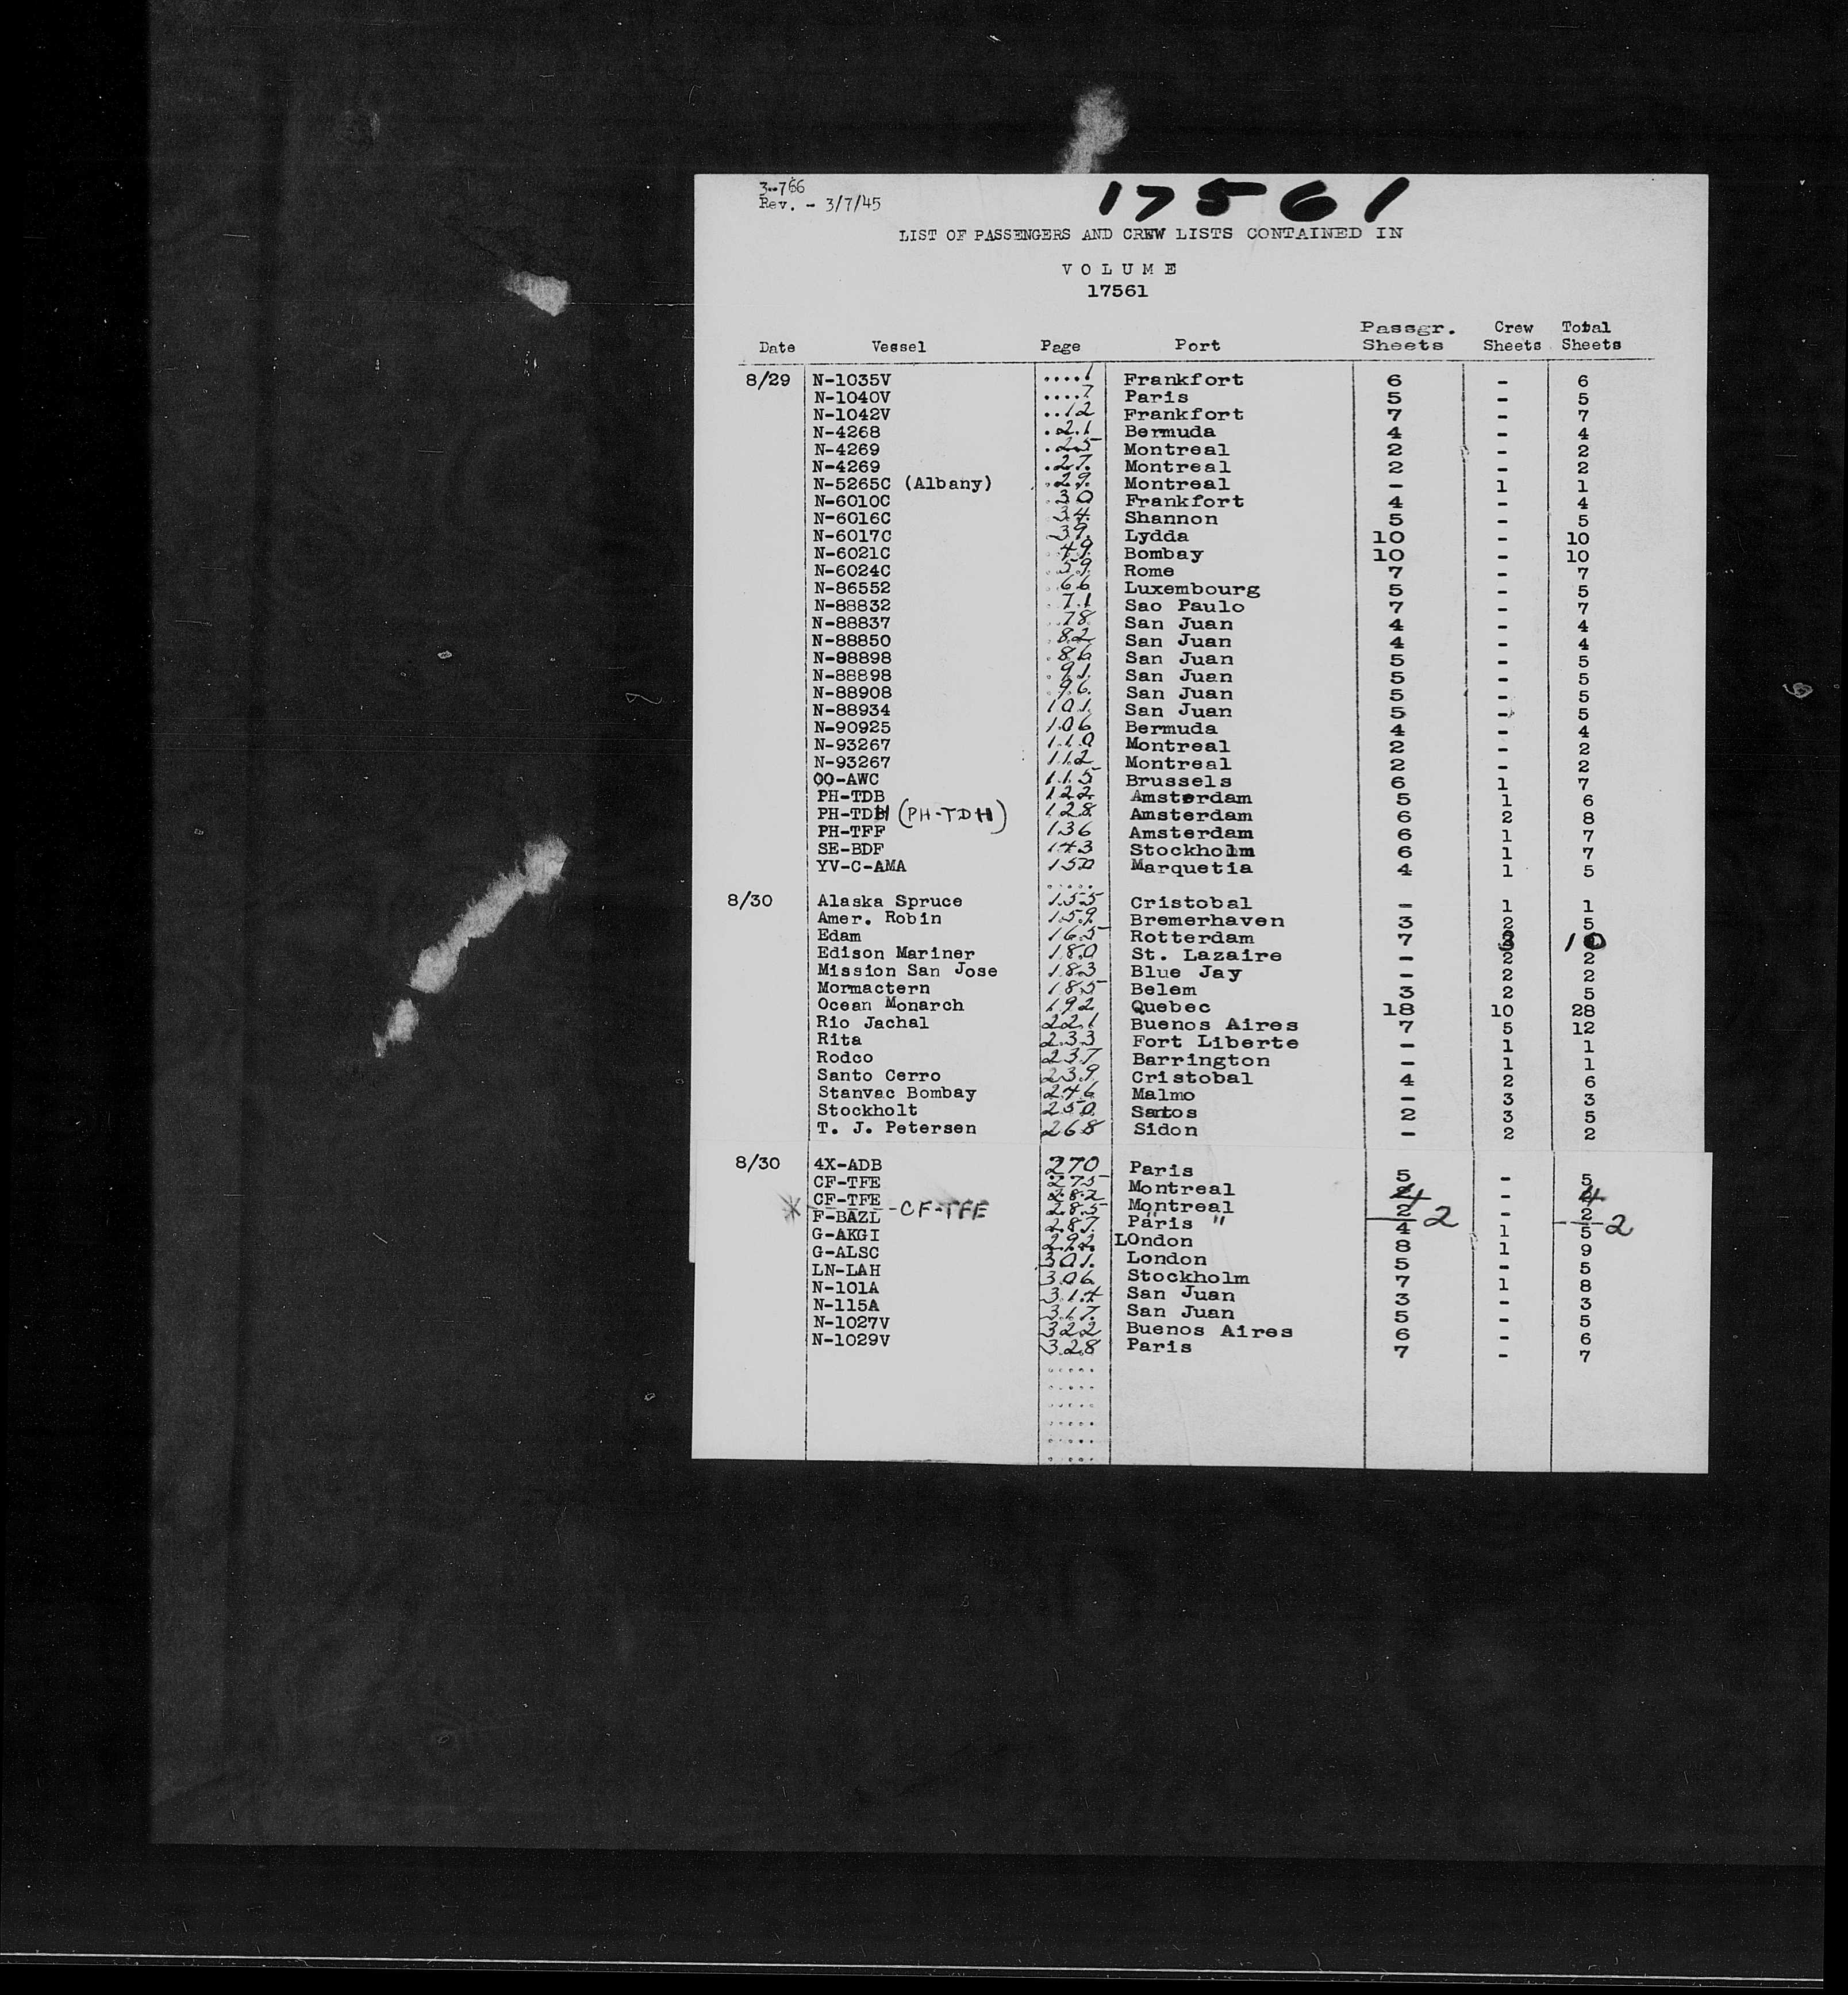 3-766
Rev. - 3/7/45
17561
LIST OF PASSENGERS AND CREW LISTS CONTAINED IN
VOLUME
17561
Date Vessel Page Port Passgr. Sheets Crew Sheets Total Sheets
8/29 N-1035V 1 Frankfort 6 - 6
N-1040V 7 Paris 5 - 5
N-1042V 12 Frankfort 7 - 7
N-4268 21 Bermuda 4 - 4
N-4269 25 Montreal 2 - 2
N-4269 27 Montreal 2 - 2
N-5265C (Albany) 29 Montreal - 1 1
N-6010C 30 Frankfort 4 - 4
N-6016C 34 Shannon 5 - 5
N-6017C 39 Lydda 10 - 10
N-6021C 49 Bombay 10 - 10
N-6024C 59 Rome 7 - 7
N-86552 66 Luxembourg 5 - 5
N-88832 71 Sao Paulo 7 - 7
N-88837 78 San Juan 4 - 4
N-88850 82 San Juan 4 - 4
N-88898 86 San Juan 5 - 5
N-88898 91 San Juan 5 - 5
N-88908 96 San Juan 5 - 5
N-88934 101 San Juan 5 - 5
N-90925 106 Bermuda 4 - 4
N-93267 110 Montreal 2 - 2
N-93267 112 Montreal 2 - 2
OO-AWC 115 Brussels 6 1 7
PH-TDB 122 Amsterdam 5 1 6
PH-TDH (PH-TDH) 128 Amsterdam 6 2 8
PH-TFF 136 Amsterdam 6 1 7
SE-BDF 143 Stockholm 6 1 7
YV-C-AMA 150 Marquetia 4 1 5
8/30 Alaska Spruce 155 Cristobal - 1 1
Amer. Robin 159 Bremerhaven 3 2 5
Edam 165 Rotterdam 7 3 10
Edison Mariner 180 St. Lazaire - 2 2
Mission San Jose 183 Blue Jay - 2 2
Mormactern 185 Belem 3 2 5
Ocean Monarch 192 Quebec 18 10 28
Rio Jachal 221 Buenos Aires 7 5 12
Rita 233 Fort Liberte - 1 1
Rodco 237 Barrington - 1 1
Santo Cerro 239 Cristobal 4 2 6
Stanvac Bombay 246 Malmo - 3 3
Stockholt 250 Santos 2 3 5
T. J. Petersen 268 Sidon - 2 2
8/30 4X-ADB 270 Paris 5 - 5
CF-TFE 275 Montreal 4 - 4
CF-TFE 282 Montreal 2 - 2
* CF-TFE 285 " 2 2
F-BAZL 287 Paris 4 1 5
G-AKGI 292 LOndon 8 1 9
G-ALSC 301 London 5 - 5
LN-LAH 306 Stockholm 7 1 8
N-101A 314 San Juan 3 - 3
N-115A 317 San Juan 5 - 5
N-1027V 322 Buenos Aires 6 - 6
N-1029V 328 Paris 7 - 7